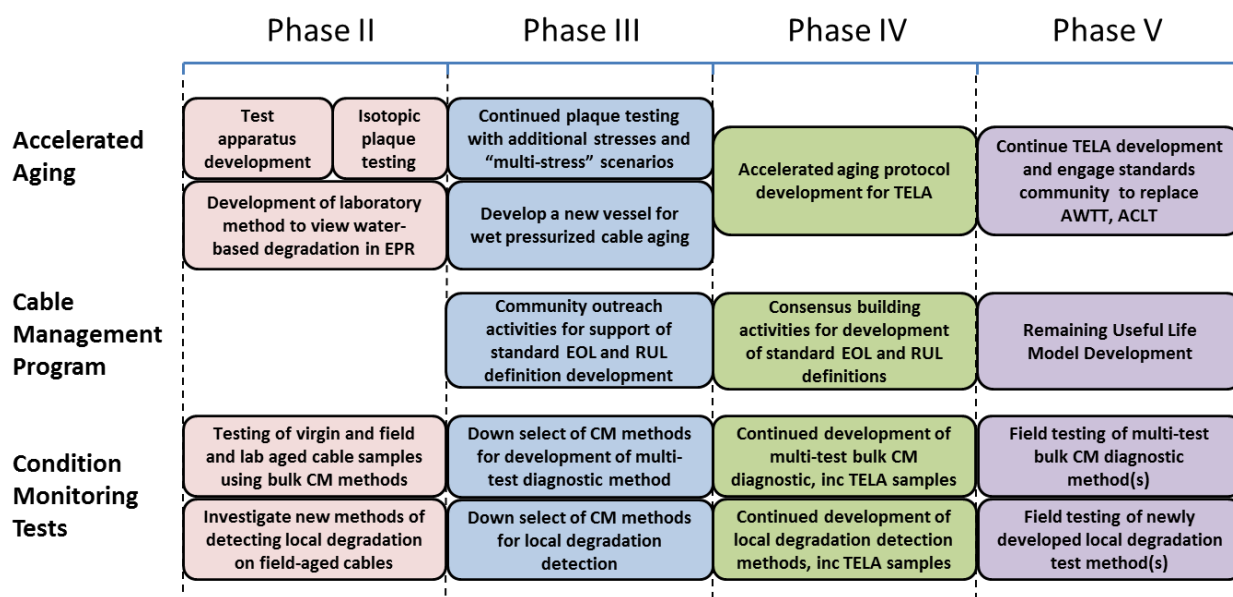 Phase II
Phase III
Phase IV
Phase V
Accelerated
Aging
Test
apparatus
development
Isotopic
plaque
testing
Continued plaque testing
with additional stresses and
“multi-stress” scenarios
Accelerated aging protocol
development for TELA
Continue TELA development
and engage standards
community to replace
AWTT, ACLT
Development of laboratory
method to view water-
based degradation in EPR
Develop a new vessel for
wet pressurized cable aging
Cable
Management
Program
Community outreach
activities for support of
standard EOL and RUL
definition development
Consensus building
activities for development
of standard EOL and RUL
definitions
Remaining Useful Life
Model Development
Condition
Monitoring
Tests
Testing of virgin and field
and lab aged cable samples
using bulk CM methods
Down select of CM methods
for development of multi-
test diagnostic method
Continued development of
multi-test bulk CM
diagnostic, inc TELA samples
Field testing of multi-test
bulk CM diagnostic
method(s)
Investigate new methods of
detecting local degradation
on field-aged cables
Down select of CM methods
for local degradation
detection
Continued development of
local degradation detection
methods, inc TELA samples
Field testing of newly
developed local degradation
test method(s)